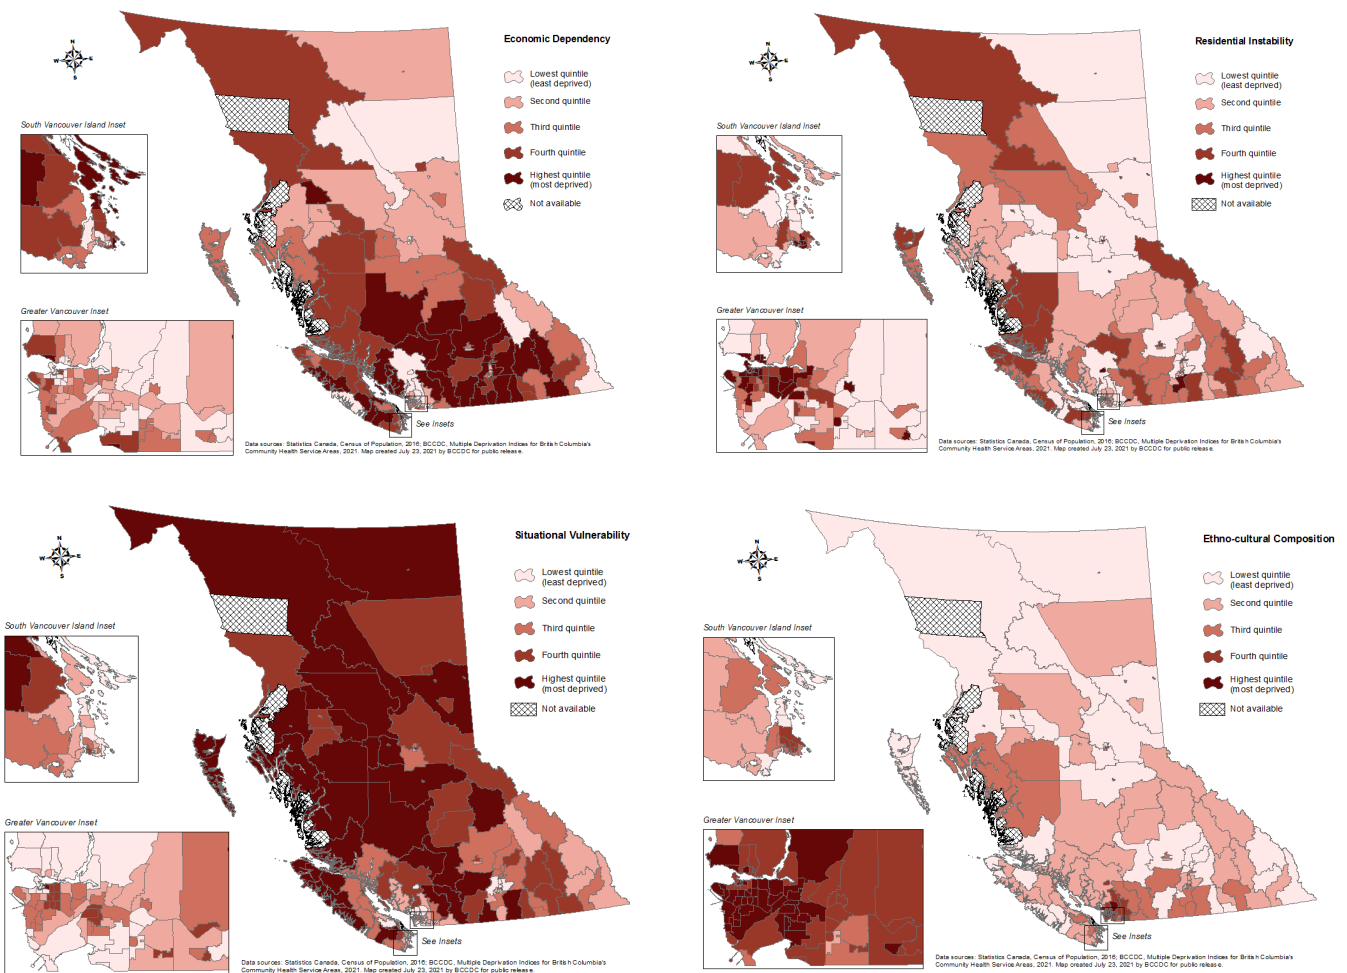 Economic Dependency
N
W E
S
Lowest quintile
(least deprived)
Second quintile
Third quintile
Fourth quintile
Highest quintile
(most deprived)
Not available
South Vancouver Island Inset
Greater Vancouver Inset
See Insets
Data sources: Statistics Canada, Census of Population, 2016; BCCDC, Multiple Deprivation Indices for British Columbia's
Community Health Service Areas, 2021. Map created July 23, 2021 by BCCDC for public release.
Residential Instability
N
W E
S
Lowest quintile
(least deprived)
Second quintile
Third quintile
Fourth quintile
Highest quintile
(most deprived)
Not available
South Vancouver Island Inset
Greater Vancouver Inset
See Insets
Data sources: Statistics Canada, Census of Population, 2016; BCCDC, Multiple Deprivation Indices for British Columbia's
Community Health Service Areas, 2021. Map created July 23, 2021 by BCCDC for public release.
Situational Vulnerability
N
W E
S
Lowest quintile
(least deprived)
Second quintile
Third quintile
Fourth quintile
Highest quintile
(most deprived)
Not available
South Vancouver Island Inset
Greater Vancouver Inset
See Insets
Data sources: Statistics Canada, Census of Population, 2016; BCCDC, Multiple Deprivation Indices for British Columbia's
Community Health Service Areas, 2021. Map created July 23, 2021 by BCCDC for public release.
Ethno-cultural Composition
N
W E
S
Lowest quintile
(least deprived)
Second quintile
Third quintile
Fourth quintile
Highest quintile
(most deprived)
Not available
South Vancouver Island Inset
Greater Vancouver Inset
See Insets
Data sources: Statistics Canada, Census of Population, 2016; BCCDC, Multiple Deprivation Indices for British Columbia's
Community Health Service Areas, 2021. Map created July 23, 2021 by BCCDC for public release.